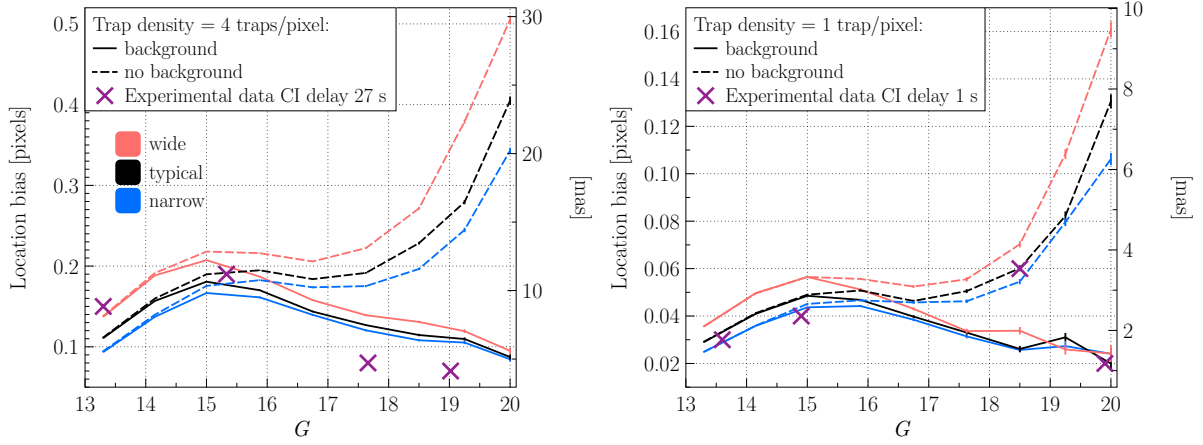 Trap density = 4 traps/pixel:
background
no background
Experimental data CI delay 27 s
wide
typical
narrow
Location bias [pixels]
0.5
0.4
0.3
0.2
0.1
30
20
10
[mas]
13 14 15 16 17 18 19 20
G
Trap density = 1 trap/pixel:
background
no background
Experimental data CI delay 1 s
Location bias [pixels]
0.16
0.14
0.12
0.10
0.08
0.06
0.04
0.02
10
8
6
4
2
[mas]
13 14 15 16 17 18 19 20
G